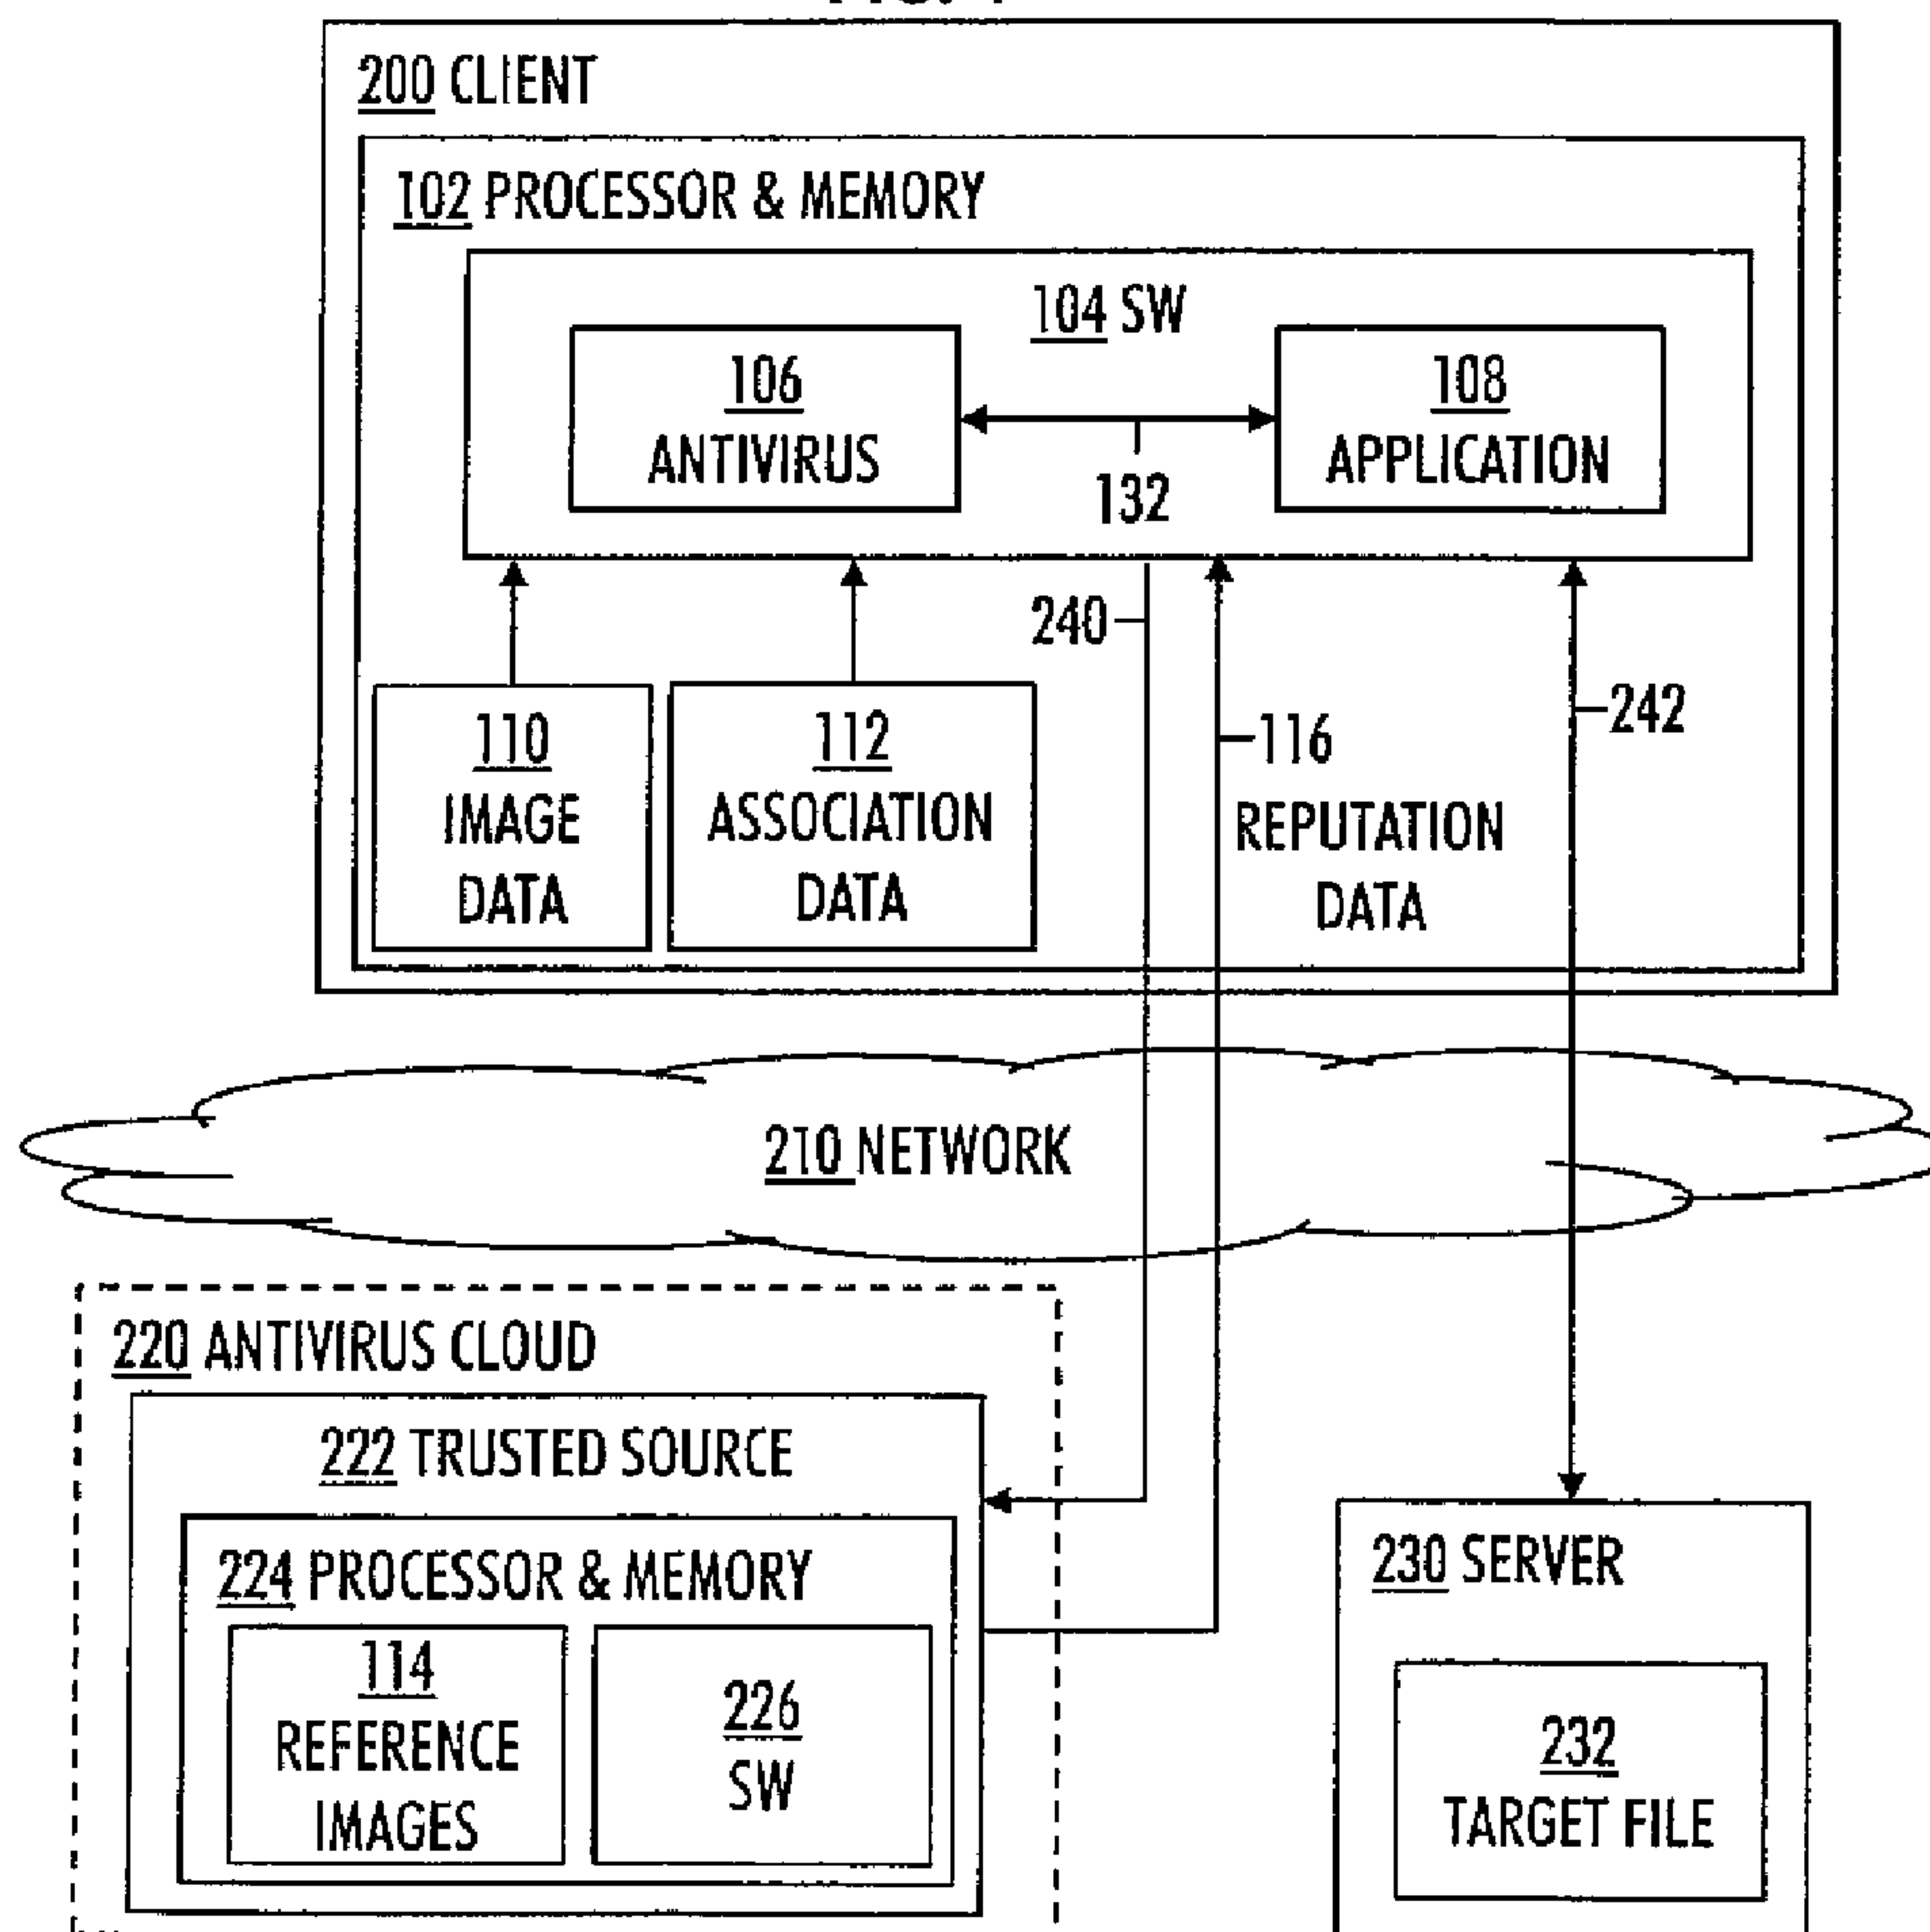 200 CLIENT
102 PROCESSOR & MEMORY
104 SW
106
ANTIVIRUS
108
APPLICATION
132
240
242
116
REPUTATION
DATA
110
IMAGE
DATA
112
ASSOCIATION
DATA
210 NETWORK
220 ANTIVIRUS CLOUD
222 TRUSTED SOURCE
224 PROCESSOR & MEMORY
114
REFERENCE
IMAGES
226
SW
230 SERVER
232
TARGET FILE